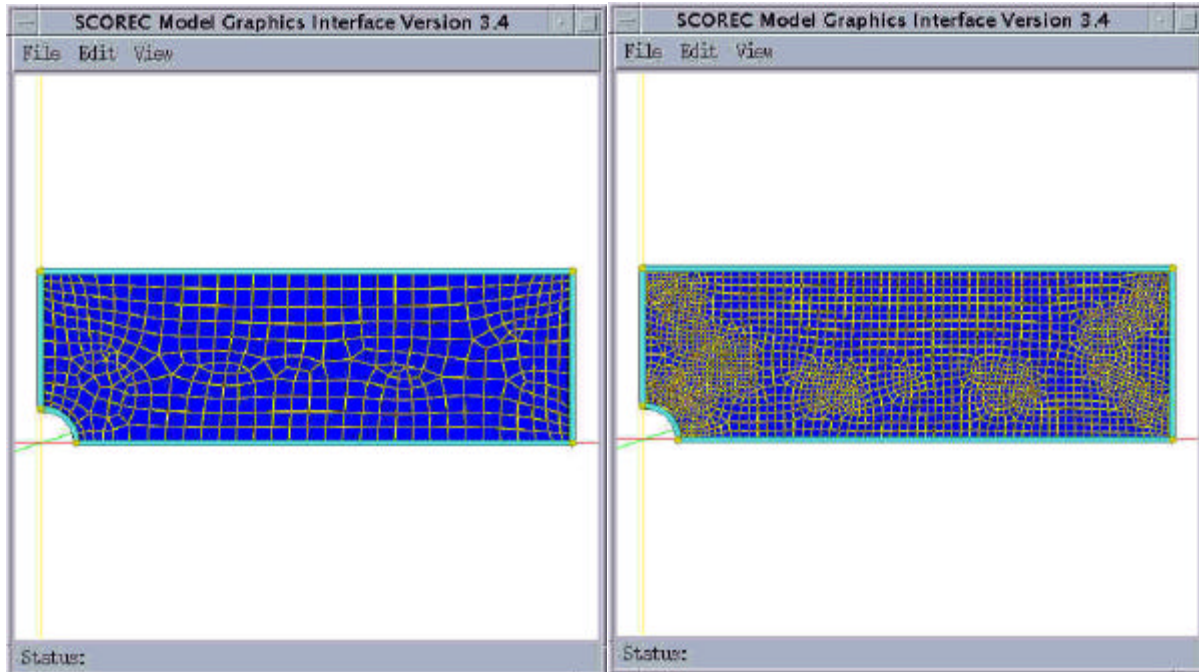 SCOREC Model Graphics Interface Version 3.4
File Edit View
Status:
SCOREC Model Graphics Interface Version 3.4
File Edit View
Status: